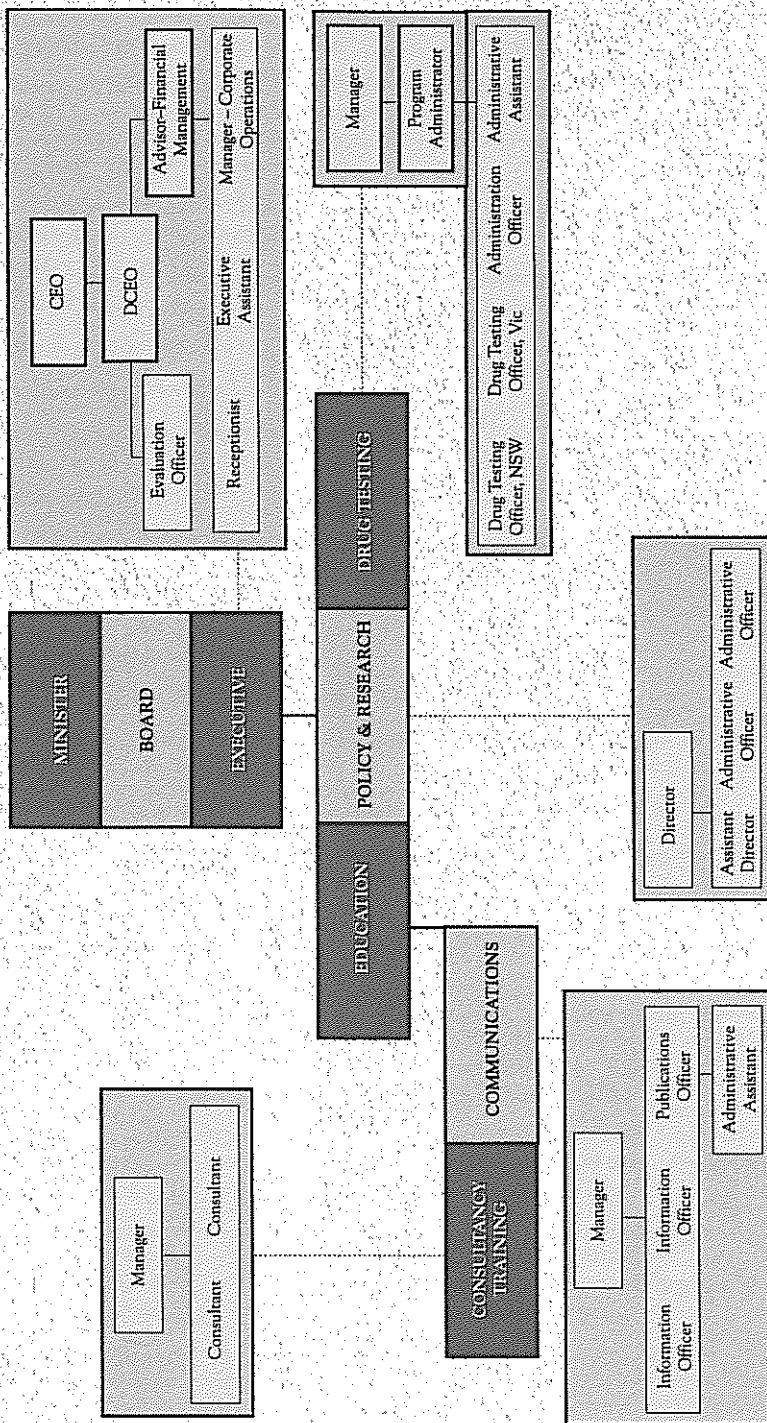 MINISTER
BOARD
EXECUTIVE
CEO
DCEO
Evaluation
Officer
Advisor–Financial
Management
Receptionist
Executive
Assistant
Manager – Corporate
Operations
EDUCATION
POLICY & RESEARCH
DRUG TESTING
Manager
Program
Administrator
Drug Testing
Officer, NSW
Drug Testing
Officer, Vic
Administration
Officer
Administrative
Assistant
Manager
Consultant
Consultant
CONSULTANCY
TRAINING
COMMUNICATIONS
Manager
Information
Officer
Information
Officer
Publications
Officer
Administrative
Assistant
Director
Assistant
Director
Administrative
Officer
Administrative
Officer